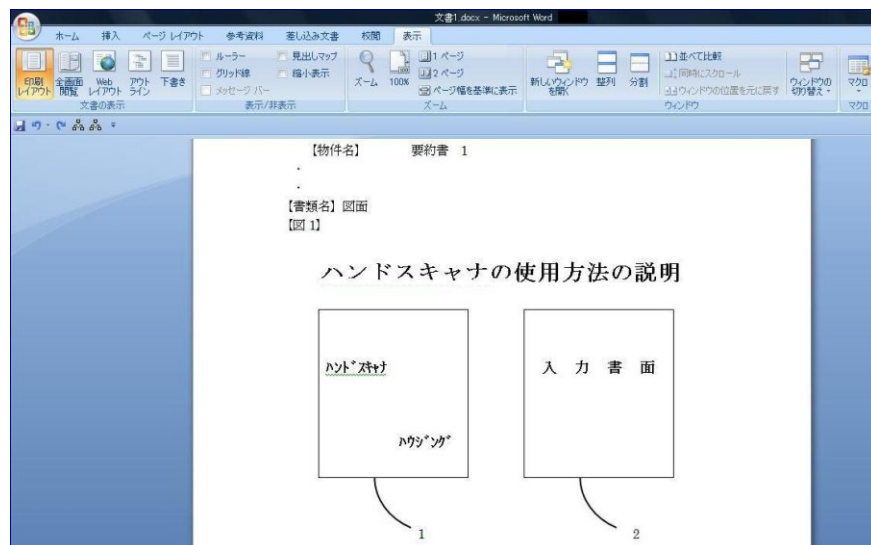 文書1.docx - Microsoft Word
ホーム 挿入 ページ レイアウト 参考資料 差し込み文書 校閲 表示
印刷レイアウト 全画面閲覧 Webレイアウト アウトライン 下書き
文書の表示
ルーラー
グリッド線
メッセージ バー
見出しマップ
縮小表示
表示/非表示
ズーム 100%
1 ページ
2 ページ
ページ幅を基準に表示
ズーム
新しいウィンドウを開く 整列 分割
並べて比較
同時にスクロール
ウィンドウの位置を元に戻す
ウィンドウ
ウィンドウの切り替え
マクロ
マクロ
【物件名】 要約書 1
・
・
【書類名】図面
【図 1】
ハンドスキャナの使用方法の説明
ﾊﾝﾄﾞｽｷｬﾅ
ﾊｳｼﾞﾝｸﾞ
入 力 書 面
1
2